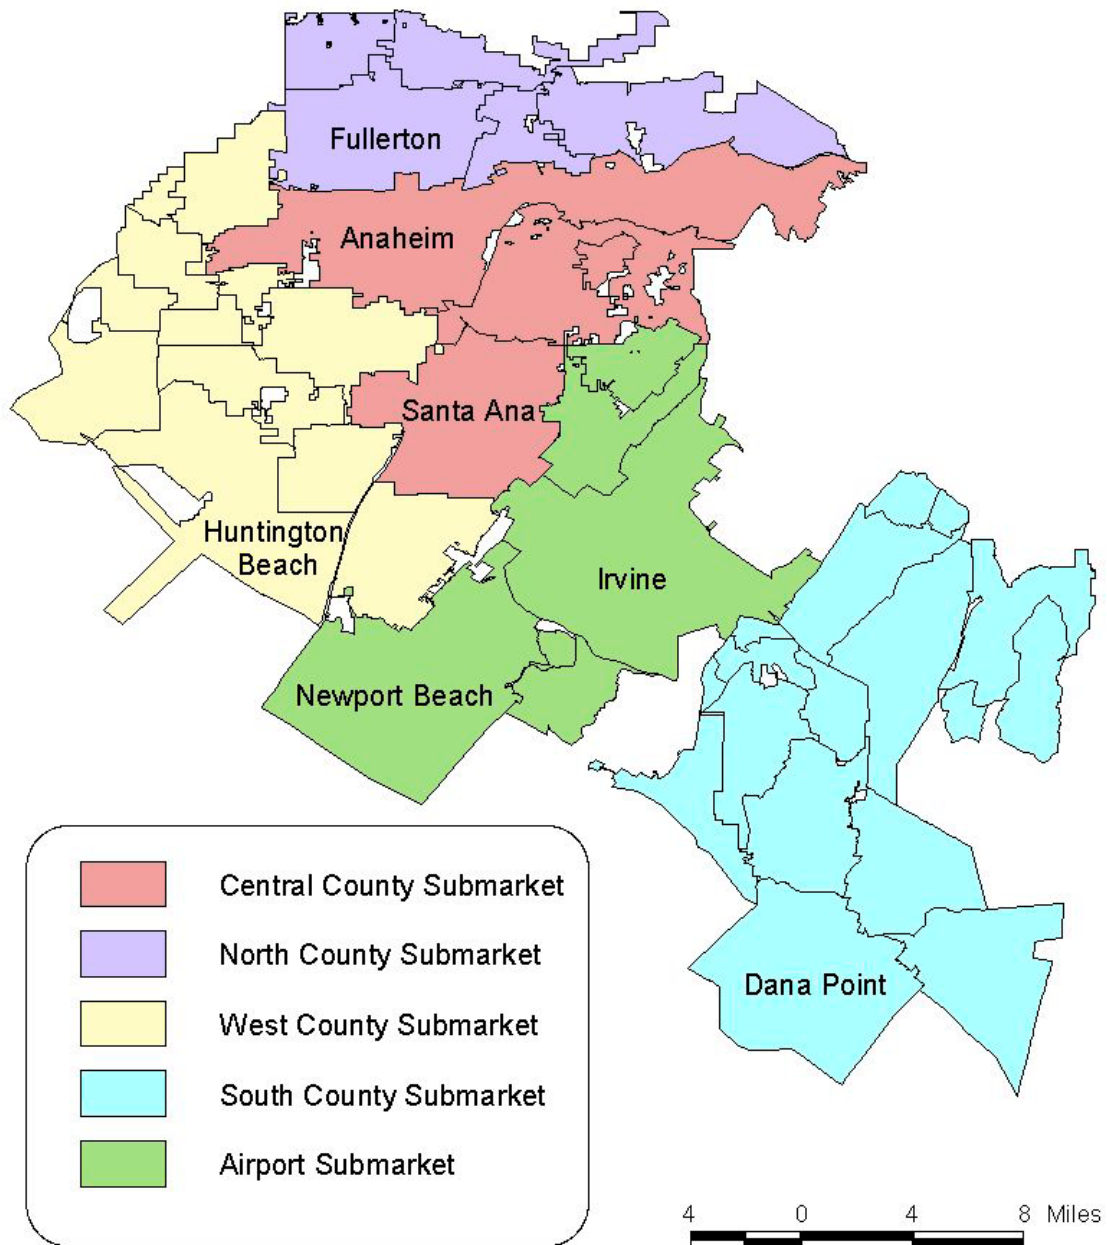 Fullerton
Anaheim
Santa Ana
Huntington
Beach
Irvine
Newport Beach
Dana Point
Central County Submarket
North County Submarket
West County Submarket
South County Submarket
Airport Submarket
4 0 4 8 Miles